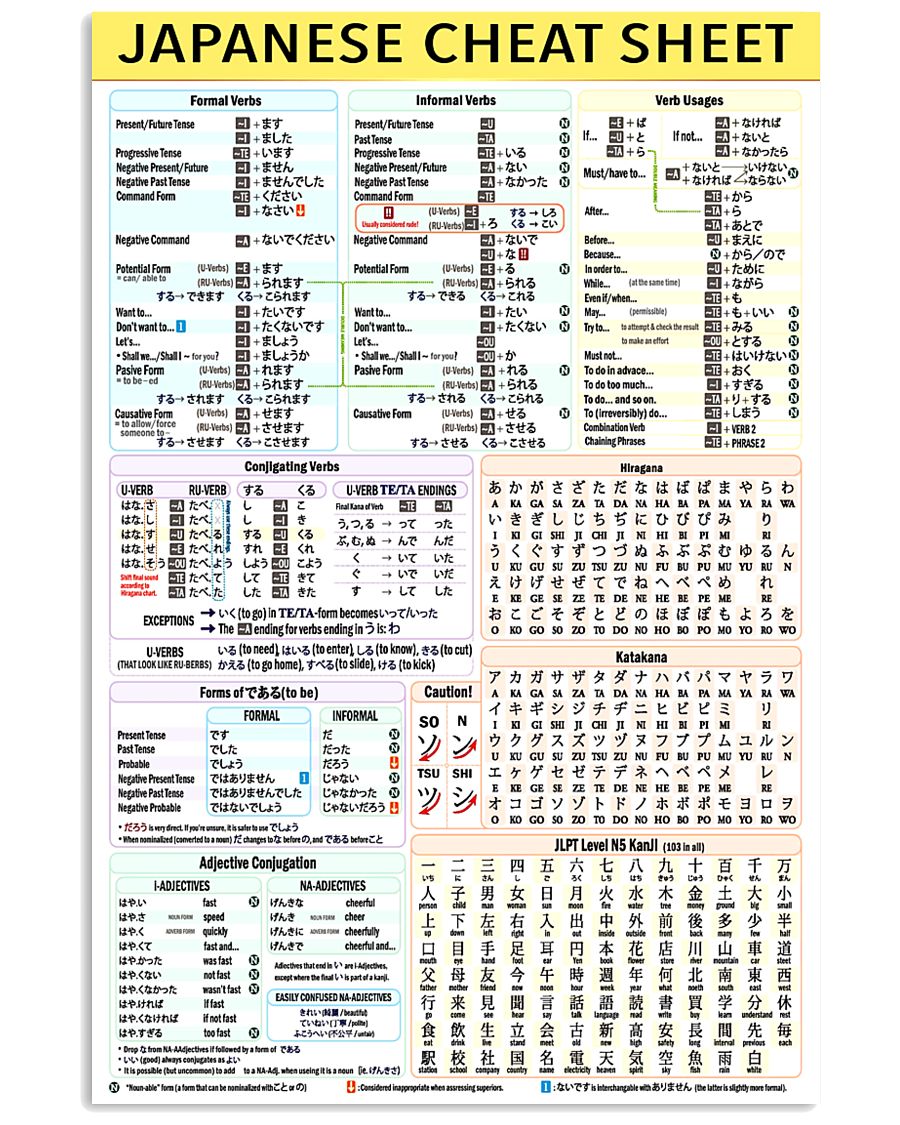 JAPANESE CHEAT SHEET
Formal Verbs
Present/Future Tense ~I +ます
~I +ました
Progressive Tense ~TE +います
Negative Present/Future ~I +ません
Negative Past Tense ~I +ませんでした
Command Form ~TE +ください
~I +なさい
Negative Command ~A +ないでください
Potential Form (U-Verbs) ~E +ます
= can/ able to (RU-Verbs) ~A +られます
する→できます くる→こられます
Want to... ~I +たいです
Don't want to... 1 ~I +たくないです
Let's... ~I +ましょう
• Shall we.../Shall I ~ for you? ~I +ましょうか
Pasive Form (U-Verbs) ~A +れます
= to be –ed (RU-Verbs) ~A +られます
する→されます くる→こられます
Causative Form (U-Verbs) ~A +せます
= to allow/force someone to – (RU-Verbs) ~A +させます
する→させます くる→こさせます
DOUBLE MEANING
Informal Verbs
Present/Future Tense ~U N
Past Tense ~TA N
Progressive Tense ~TE +いる N
Negative Present/Future ~A +ない N
Negative Past Tense ~A +なかった N
Command Form ~TE
!! (U-Verbs) ~E する→しろ
Usually considered rude! (RU-Verbs) ~I +ろ くる→こい
Negative Command ~A +ないで
~U +な !!
Potential Form (U-Verbs) ~E +る N
(RU-Verbs) ~A +られる
する→できる くる→これる
Want to... ~I +たい N
Don't want to... ~I +たくない N
Let's... ~OU
• Shall we.../Shall I ~ for you? ~OU +か
Pasive Form (U-Verbs) ~A +れる N
(RU-Verbs) ~A +られる
する→される くる→こられる
Causative Form (U-Verbs) ~A +せる N
(RU-Verbs) ~A +させる
する→させる くる→こさせる
Verb Usages
If... ~E +ば
~U +と
~TA +ら
If not... ~A +なければ
~A +ないと
~A +なかったら
Must/have to... ~A +ないと いけない N
+なければ ならない
DOUBLE MEANING
After... ~TE +から
~TA +ら
~TA +あとで
Before... ~U +まえに
Because... N +から/ので
In order to... ~U +ために
While... (at the same time) ~I +ながら
Even if/when... ~TE +も
May... (permissible) ~TE +も+いい N
Try to... to attempt & check the result ~TE +みる N
to make an effort ~OU +とする N
Must not... ~TE +はいけない N
To do in advace... ~TE +おく N
To do too much... ~I +すぎる N
To do... and so on. ~TA +り+する N
To (irreversibly) do... ~TE +しまう N
Combination Verb ~I + VERB 2
Chaining Phrases ~TE + PHRASE 2
Conjigating Verbs
U-VERB RU-VERB する くる
はな.さ ~A たべ.x し ~A こ
はな.し ~I たべ.x し ~I き
はな.す ~U たべ.る する ~U くる
はな.せ ~E たべ.れ すれ ~E くれ
はな.そう ~OU たべ.よう しよう ~OU こよう
~TE たべ.て して ~TE きて
~TA たべ.た した ~TA きた
Shift final sound according to Hiragana chart.
Always use these endings.
U-VERB TE/TA ENDINGS
Final Kana of Verb ~TE ~TA
う,つ,る → って った
ぶ,む,ぬ → んで んだ
く → いて いた
ぐ → いで いだ
す → して した
EXCEPTIONS → いく(to go) in TE/TA-form becomes いって/いった
→ The ~A ending for verbs ending in う is: わ
U-VERBS
(THAT LOOK LIKE RU-BERBS)
いる (to need), はいる (to enter), しる (to know), きる (to cut)
かえる (to go home), すべる (to slide), ける (to kick)
Hiragana
あ か が さ ざ た だ な は ば ぱ ま や ら わ
A KA GA SA ZA TA DA NA HA BA PA MA YA RA WA
い き ぎ し じ ち ぢ に ひ び ぴ み り
I KI GI SHI JI CHI JI NI HI BI PI MI RI
う く ぐ す ず つ づ ぬ ふ ぶ ぷ む ゆ る ん
U KU GU SU ZU TSU ZU NU FU BU PU MU YU RU N
え け げ せ ぜ て で ね へ べ ぺ め れ
E KE GE SE ZE TE DE NE HE BE PE ME RE
お こ ご そ ぞ と ど の ほ ぼ ぽ も よ ろ を
O KO GO SO ZO TO DO NO HO BO PO MO YO RO WO
Katakana
ア カ ガ サ ザ タ ダ ナ ハ バ パ マ ヤ ラ ワ
A KA GA SA ZA TA DA NA HA BA PA MA YA RA WA
イ キ ギ シ ジ チ ヂ ニ ヒ ビ ピ ミ リ
I KI GI SHI JI CHI JI NI HI BI PI MI RI
ウ ク グ ス ズ ツ ヅ ヌ フ ブ プ ム ユ ル ン
U KU GU SU ZU TSU ZU NU FU BU PU MU YU RU N
エ ケ ゲ セ ゼ テ デ ネ ヘ ベ ペ メ レ
E KE GE SE ZE TE DE NE HE BE PE ME RE
オ コ ゴ ソ ゾ ト ド ノ ホ ボ ポ モ ヨ ロ ヲ
O KO GO SO ZO TO DO NO HO BO PO MO YO RO WO
Forms of である(to be)
FORMAL INFORMAL
Present Tense です だ N
Past Tense でした だった N
Probable でしょう だろう
Negative Present Tense ではありません 1 じゃない N
Negative Past Tense ではありませんでした じゃなかった N
Negative Probable ではないでしょう じゃないだろう
• だろう is very direct. If you're unsure, it is safer to use でしょう
• When nominalized (converted to a noun) だ changes to な before の, and である before こと
Caution!
SO N
ソ ン
TSU SHI
ツ シ
Adjective Conjugation
I-ADJECTIVES
はや.い fast N
はや.さ NOUN FORM speed
はや.く ADVERB FORM quickly
はや.くて fast and...
はや.かった was fast N
はや.くない not fast N
はや.くなかった wasn't fast N
はや.ければ if fast
はや.くなければ if not fast
はや.すぎる too fast N
NA-ADJECTIVES
げんきな cheerful
げんき NOUN FORM cheer
げんきに ADVERB FORM cheerfully
げんきで cheerful and...
Adjectives that end in い are I-Adjectives, except where the final い is part of a kanji.
EASILY CONFUSED NA-ADJECTIVES
きれい (綺麗 / beautiful)
ていねい (丁寧 / polite)
ふこうへい (不公平 / unfair)
• Drop な from NA-AAdjectives if followed by a form of である
• いい (good) always conjugates as よい
• It is possible (but uncommon) to add to a NA-Adj. when useing it as a noun [ie. げんきさ]
JLPT Level N5 KanJI (103 in all)
一 二 三 四 五 六 七 八 九 十 百 千 万
いち に さん し ご ろく しち はち きゅう じゅう ひゃく せん まん
人 子 男 女 日 月 火 水 木 金 土 大 小
person child man woman sun moon fire water tree money ground big small
上 下 左 右 入 出 中 外 前 後 多 少 半
up down left right in out inside outside front back many few half
口 目 手 足 耳 円 本 花 店 川 山 車 道
mouth eye hand foot ear Yen book flower store river mountain car street
父 母 友 今 午 時 週 年 何 北 南 東 西
father mother friend now noon hour week year what north south east west
行 来 見 聞 言 話 語 読 書 買 学 分 休
go come see hear say talk language read write buy learn understand rest
食 飲 生 立 会 古 新 高 安 長 間 先 毎
eat drink live stand meet old new high safety long interval previous each
駅 校 社 国 名 電 天 気 空 魚 雨 白
station school company country name electricity heaven spirit sky fish rain white
N "Noun-able" form (a form that can be nominalized with こと or の)
: Considered inappropriate when assressing superiors.
1 : ないです is interchangable with ありません (the latter is slightly more formal).